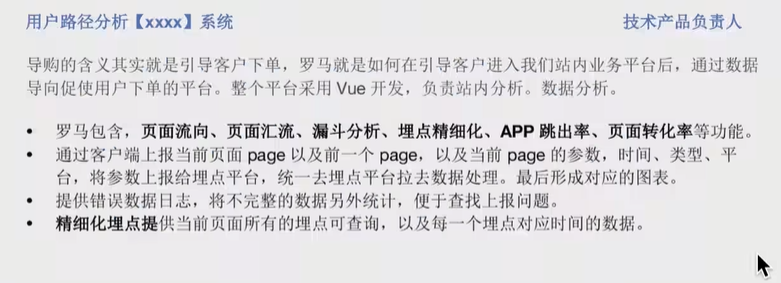 用户路径分析【xxxx】系统 技术产品负责人
导购的含义其实就是引导客户下单，罗马就是如何在引导客户进入我们站内业务平台后，通过数据
导向促使用户下单的平台。整个平台采用 Vue 开发，负责站内分析。数据分析。
• 罗马包含，页面流向、页面汇流、漏斗分析、埋点精细化、APP 跳出率、页面转化率等功能。
• 通过客户端上报当前页面 page 以及前一个 page，以及当前 page 的参数，时间、类型、平
台，将参数上报给埋点平台，统一去埋点平台拉去数据处理。最后形成对应的图表。
• 提供错误数据日志，将不完整的数据另外统计，便于查找上报问题。
• 精细化埋点提供当前页面所有的埋点可查询，以及每一个埋点对应时间的数据。